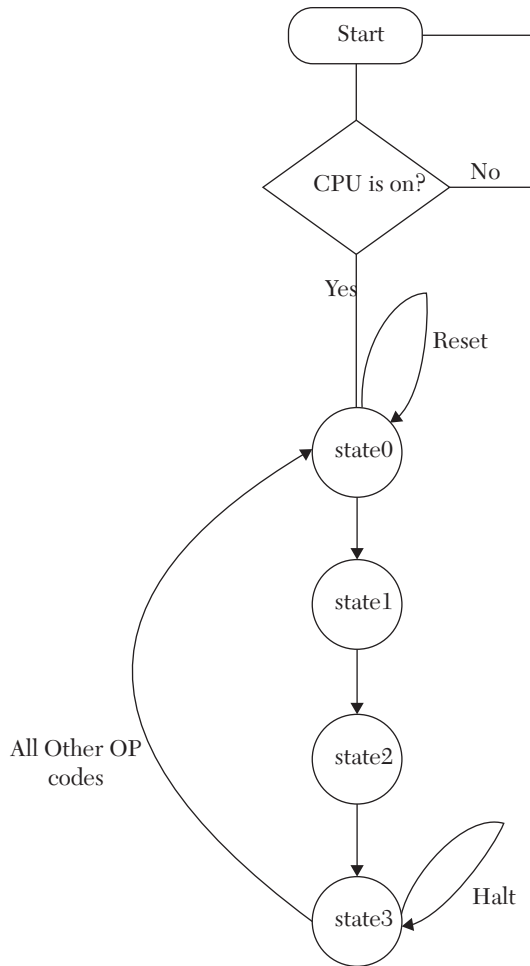 Start
CPU is on?
No
Yes
Reset
state0
state1
state2
All Other OP
codes
state3
Halt